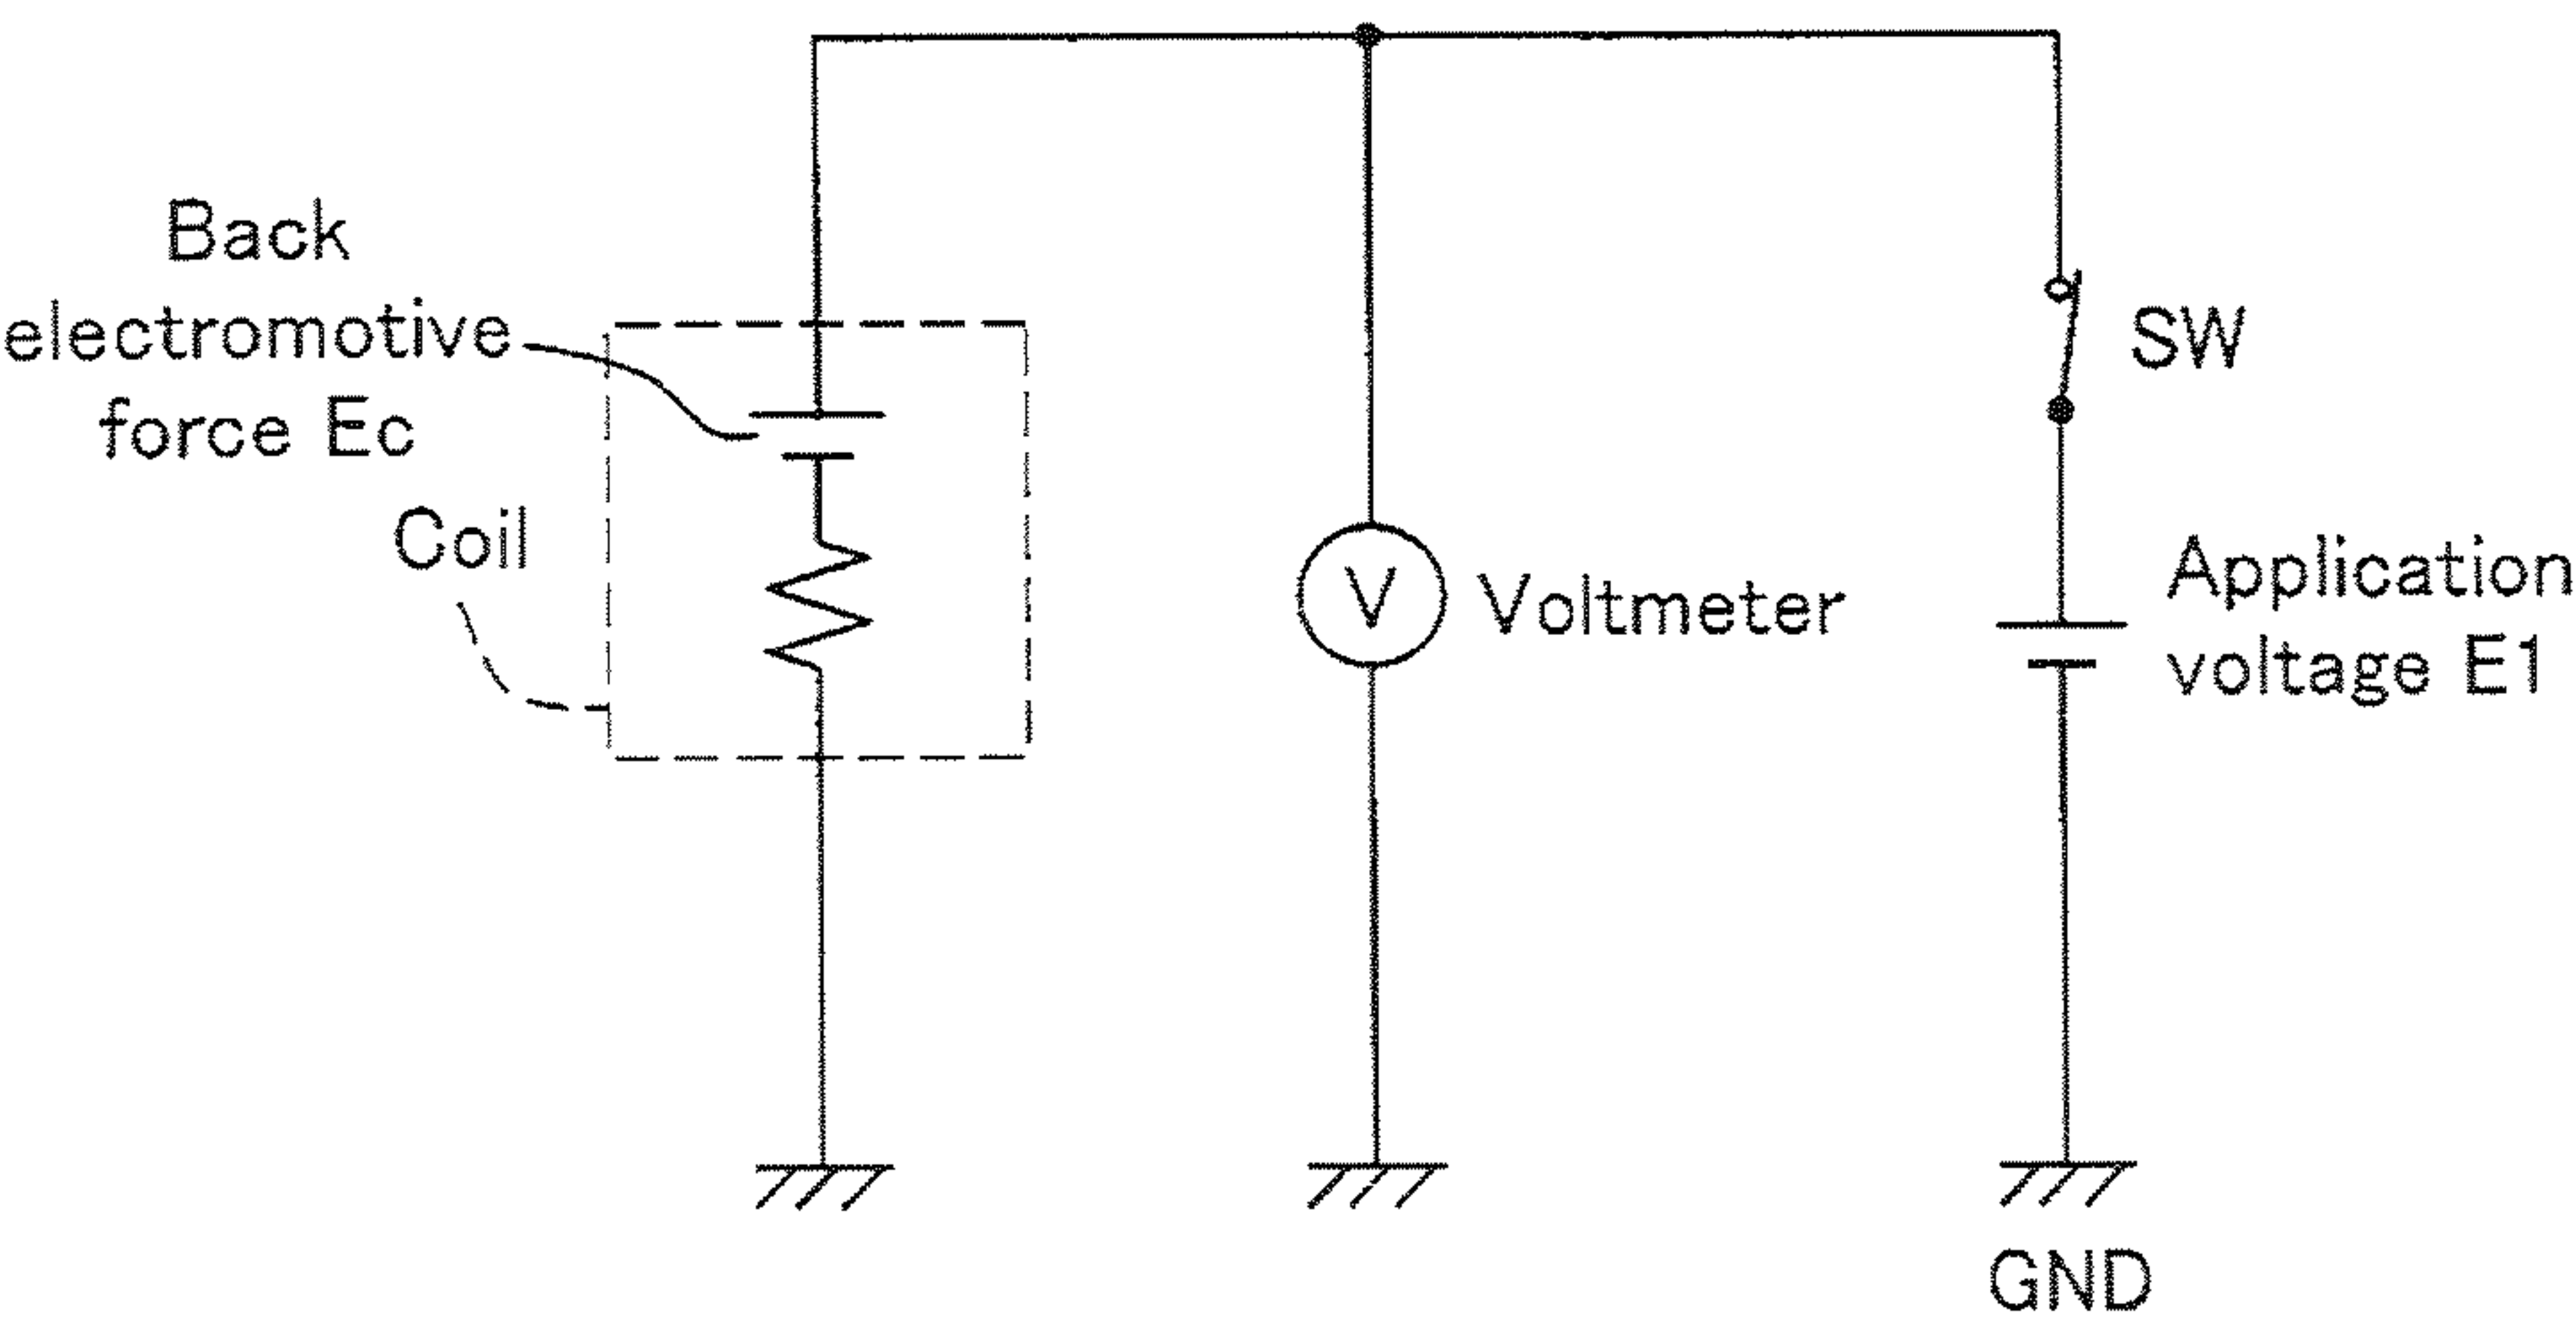 Back
electromotive
force Ec
Coil
SW
V
Voltmeter
Application
voltage E1
GND